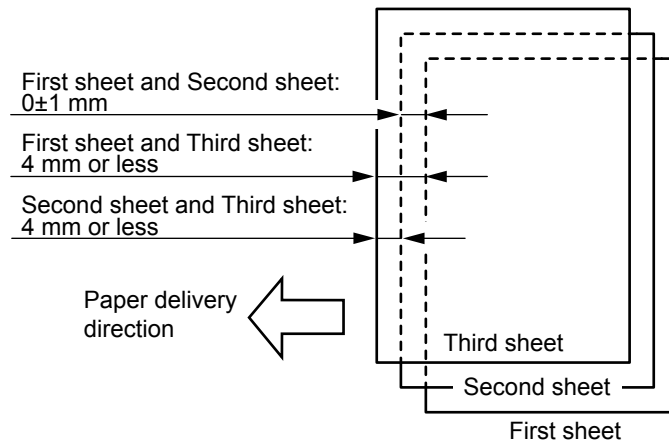 First sheet and Second sheet:
0±1 mm
First sheet and Third sheet:
4 mm or less
Second sheet and Third sheet:
4 mm or less
Paper delivery
direction
Third sheet
Second sheet
First sheet